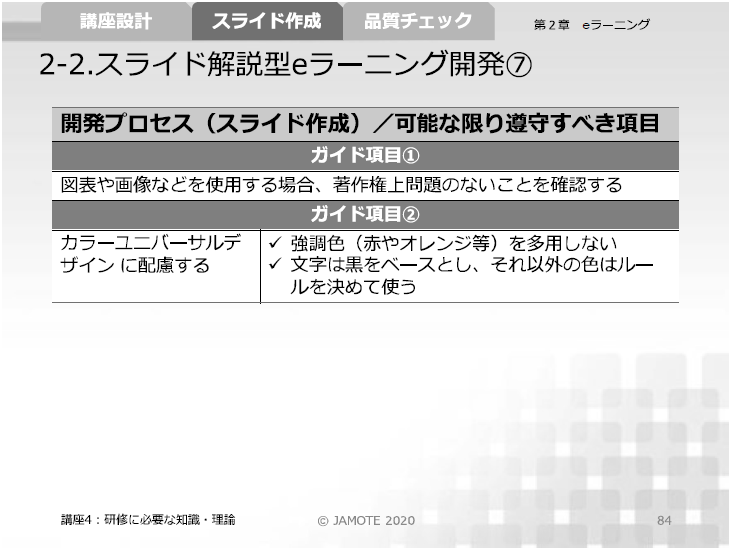 講座設計
スライド作成
品質チェック
第２章　eラーニング
2-2.スライド解説型eラーニング開発⑦
開発プロセス（スライド作成）／可能な限り遵守すべき項目
ガイド項目①
図表や画像などを使用する場合、著作権上問題のないことを確認する
ガイド項目②
カラーユニバーサルデ
ザイン に配慮する
✓ 強調色（赤やオレンジ等）を多用しない
✓ 文字は黒をベースとし、それ以外の色はルー
ルを決めて使う
講座4：研修に必要な知識・理論
© JAMOTE 2020
84